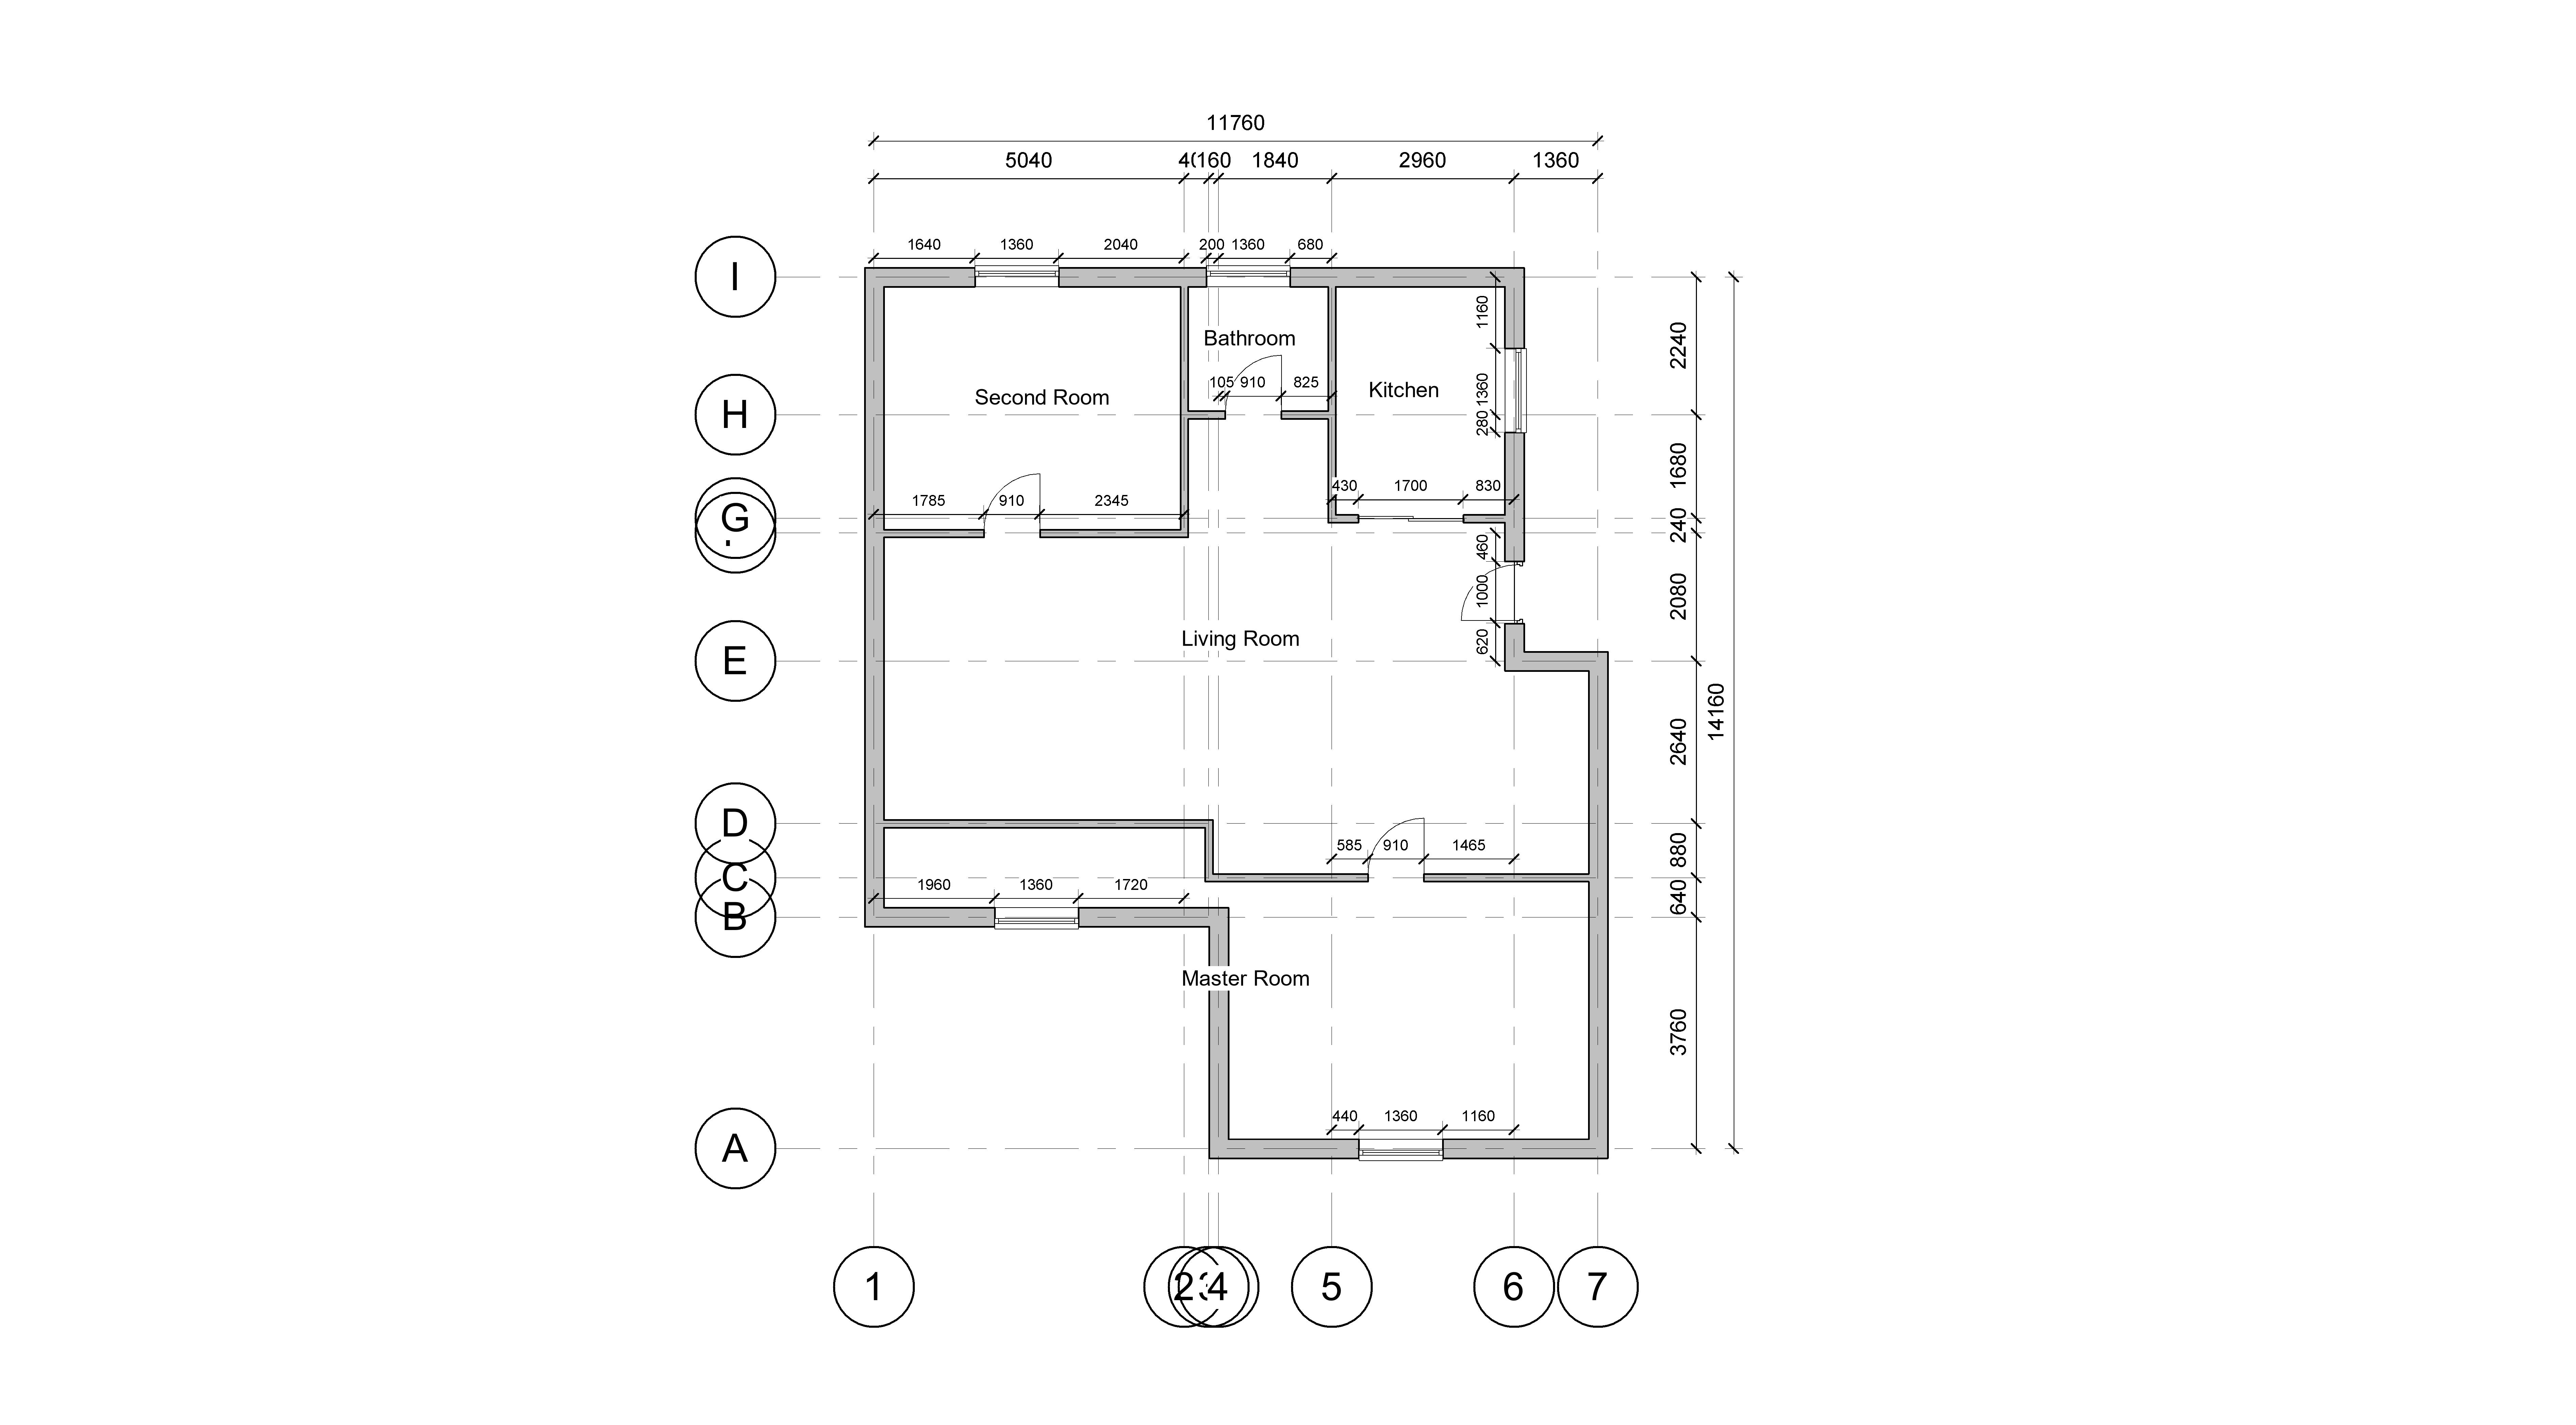 11760
5040 160 1840 2960 1360
1640 1360 2040 200 1360 680
I
1160
2240
Bathroom
Second Room
Kitchen
105 910 825
1360
H
280
1680
430 1700 830
1785 910 2345
G
240
460
1000
2080
Living Room
620
E
14160
2640
D
585 910 1465
880
C
1960 1360 1720
640
B
Master Room
3760
440 1360 1160
A
1 2 4 5 6 7